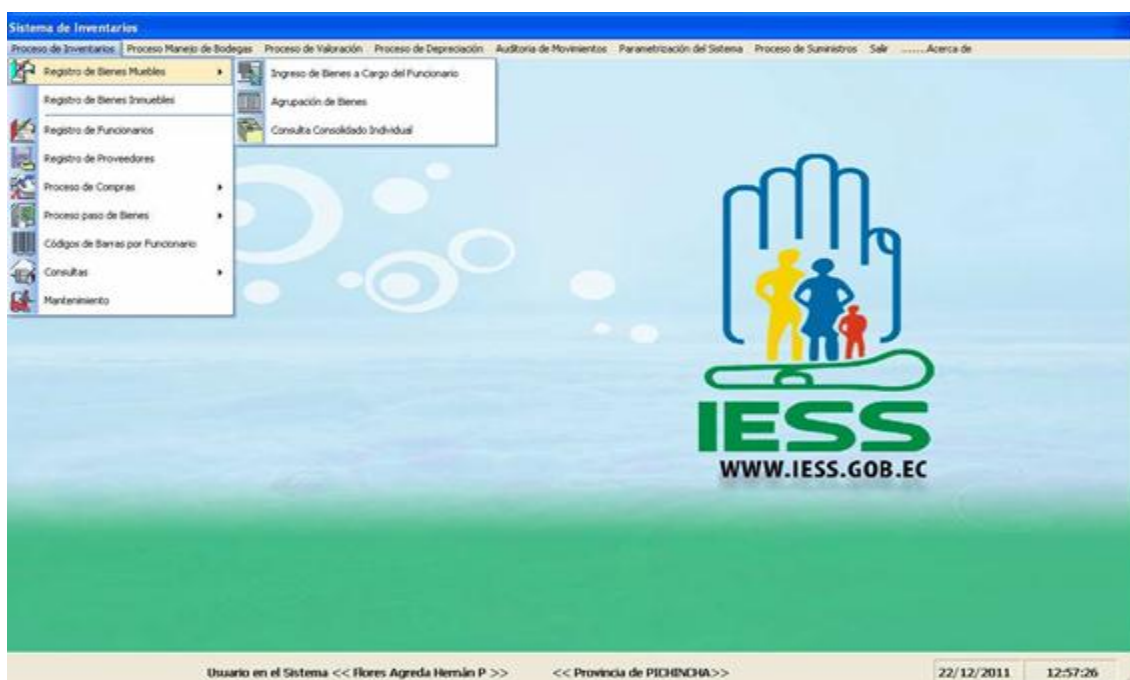 Sistema de Inventarios
Proceso de Inventarios Proceso Manejo de Bodegas Proceso de Valoración Proceso de Depreciación Auditoria de Movimientos Parametrización del Sistema Proceso de Suministros Salir ......Acerca de
Registro de Bienes Muebles
Registro de Bienes Inmuebles
Registro de Funcionarios
Registro de Proveedores
Proceso de Compras
Proceso paso de Bienes
Códigos de Barras por Funcionario
Consultas
Mantenimiento
Ingreso de Bienes a Cargo del Funcionario
Agrupación de Bienes
Consulta Consolidado Individual
IESS
WWW.IESS.GOB.EC
Usuario en el Sistema << Flores Agreda Hernán P >> << Provincia de PICHINCHA>> 22/12/2011 12:57:26